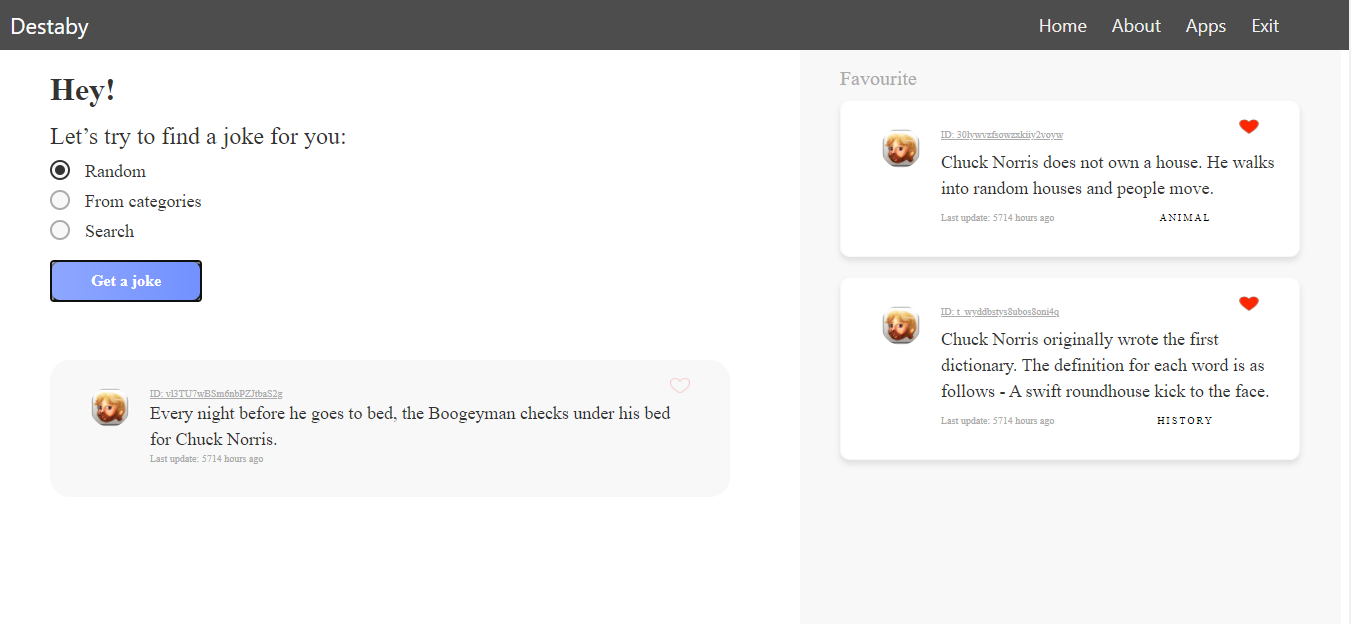 Destaby
Home About Apps Exit
Hey!
Let’s try to find a joke for you:
Random
From categories
Search
Get a joke
ID: vl3TU7wBSm6nbPZJtbaS2g
Every night before he goes to bed, the Boogeyman checks under his bed
for Chuck Norris.
Last update: 5714 hours ago
Favourite
ID: 30lywvzfsowzxkiiv2voyw
Chuck Norris does not own a house. He walks
into random houses and people move.
Last update: 5714 hours ago
ANIMAL
ID: t_wyddbstys8ubos8oni4q
Chuck Norris originally wrote the first
dictionary. The definition for each word is as
follows - A swift roundhouse kick to the face.
Last update: 5714 hours ago
HISTORY